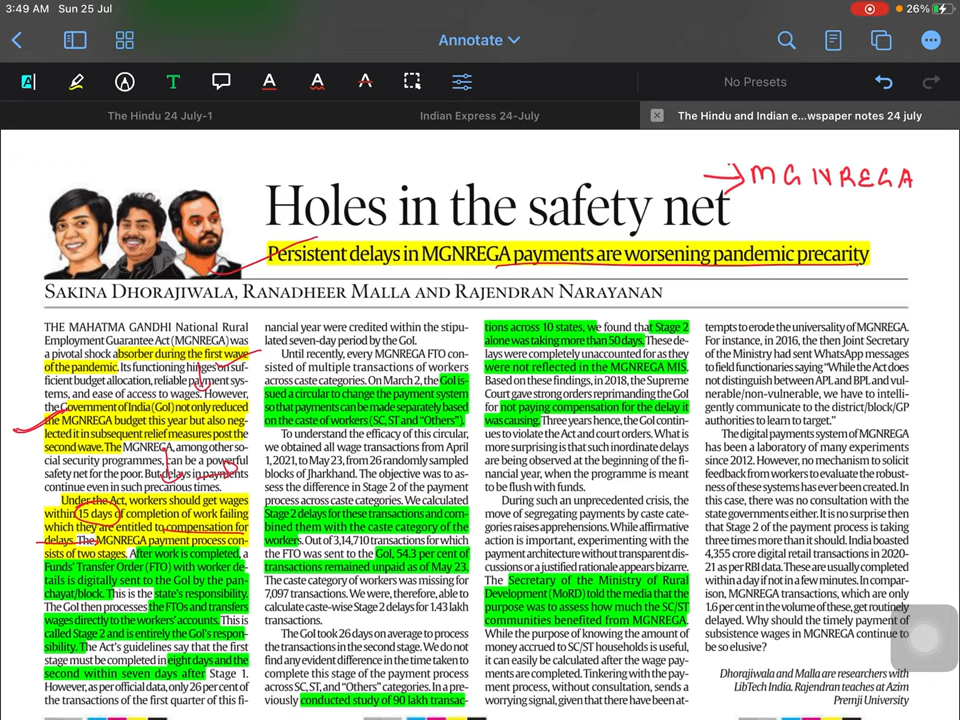 3:49 AM Sun 25 Jul
26%
Annotate
T
A
A
A
No Presets
The Hindu 24 July-1
Indian Express 24-July
The Hindu and Indian e...wspaper notes 24 july
→ MGNREGA
Holes in the safety net
Persistent delays in MGNREGA payments are worsening pandemic precarity
SAKINA DHORAJIWALA, RANADHEER MALLA AND RAJENDRAN NARAYANAN
THE MAHATMA GANDHI National Rural
Employment Guarantee Act (MGNREGA) was
a pivotal shock absorber during the first wave
of the pandemic. Its functioning hinges on suf-
ficient budget allocation, reliable payment sys-
tems, and ease of access to wages. However,
the Government of India (GoI) not only reduced
the MGNREGA budget this year but also neg-
lected it in subsequent relief measures post the
second wave. The MGNREGA, among other so-
cial security programmes, can be a powerful
safety net for the poor. But delays in payments
continue even in such precarious times.
Under the Act, workers should get wages
within 15 days of completion of work failing
which they are entitled to compensation for
delays. The MGNREGA payment process con-
sists of two stages. After work is completed, a
Funds' Transfer Order (FTO) with worker de-
tails is digitally sent to the GoI by the pan-
chayat/block. This is the state's responsibility.
The GoI then processes the FTOs and transfers
wages directly to the workers' accounts. This is
called Stage 2 and is entirely the GoI's respon-
sibility. The Act's guidelines say that the first
stage must be completed in eight days and the
second within seven days after Stage 1.
However, as per official data, only 26 per cent of
the transactions of the first quarter of this fi-
nancial year were credited within the stipu-
lated seven-day period by the GoI.
Until recently, every MGNREGA FTO con-
sisted of multiple transactions of workers
across caste categories. On March 2, the GoI is-
sued a circular to change the payment system
so that payments can be made separately based
on the caste of workers (SC, ST and "Others").
To understand the efficacy of this circular,
we obtained all wage transactions from April
1, 2021, to May 23, from 26 randomly sampled
blocks of Jharkhand. The objective was to as-
sess the difference in Stage 2 of the payment
process across caste categories. We calculated
Stage 2 delays for these transactions and com-
bined them with the caste category of the
workers. Out of 3,14,710 transactions for which
the FTO was sent to the GoI, 54.3 per cent of
transactions remained unpaid as of May 23.
The caste category of workers was missing for
7,097 transactions. We were, therefore, able to
calculate caste-wise Stage 2 delays for 1.43 lakh
transactions.
The GoI took 26 days on average to process
the transactions in the second stage. We do not
find any evident difference in the time taken to
complete this stage of the payment process
across SC, ST, and "Others" categories. In a pre-
viously conducted study of 90 lakh transac-
tions across 10 states, we found that Stage 2
alone was taking more than 50 days. These de-
lays were completely unaccounted for as they
were not reflected in the MGNREGA MIS.
Based on these findings, in 2018, the Supreme
Court gave strong orders reprimanding the GoI
for not paying compensation for the delay it
was causing. Three years hence, the GoI contin-
ues to violate the Act and court orders. What is
more surprising is that such inordinate delays
are being observed at the beginning of the fi-
nancial year, when the programme is meant
to be flush with funds.
During such an unprecedented crisis, the
move of segregating payments by caste cate-
gories raises apprehensions. While affirmative
action is important, experimenting with the
payment architecture without transparent dis-
cussions or a justified rationale appears bizarre.
The Secretary of the Ministry of Rural
Development (MoRD) told the media that the
purpose was to assess how much the SC/ST
communities benefited from MGNREGA.
While the purpose of knowing the amount of
money accrued to SC/ST households is useful,
it can easily be calculated after the wage pay-
ments are completed. Tinkering with the pay-
ment process, without consultation, sends a
worrying signal, given that there have been at-
tempts to erode the universality of MGNREGA.
For instance, in 2016, the then Joint Secretary
of the Ministry had sent WhatsApp messages
to field functionaries saying "While the Act does
not distinguish between APL and BPL and vul-
nerable/non-vulnerable, we have to intelli-
gently communicate to the district/block/GP
authorities to learn to target."
The digital payments system of MGNREGA
has been a laboratory of many experiments
since 2012. However, no mechanism to solicit
feedback from workers to evaluate the robust-
ness of these systems has ever been created. In
this case, there was no consultation with the
state governments either. It is no surprise then
that Stage 2 of the payment process is taking
three times more than it should. India boasted
4,355 crore digital retail transactions in 2020-
21 as per RBI data. These are usually completed
within a day if not in a few minutes. In compar-
ison, MGNREGA transactions, which are only
1.6 per cent in the volume of these, get routinely
delayed. Why should the timely payment of
subsistence wages in MGNREGA continue to
be so elusive?
Dhorajiwala and Malla are researchers with
LibTech India. Rajendran teaches at Azim
Premji University